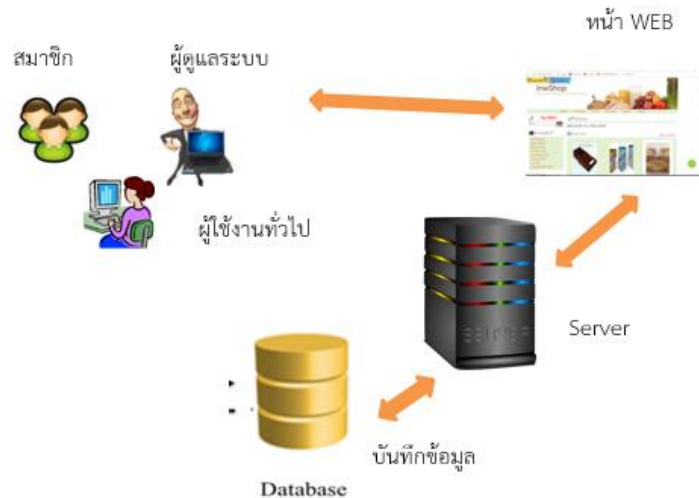 หน้า WEB
สมาชิก
ผู้ดูแลระบบ
ผู้ใช้งานทั่วไป
Server
บันทึกข้อมูล
Database